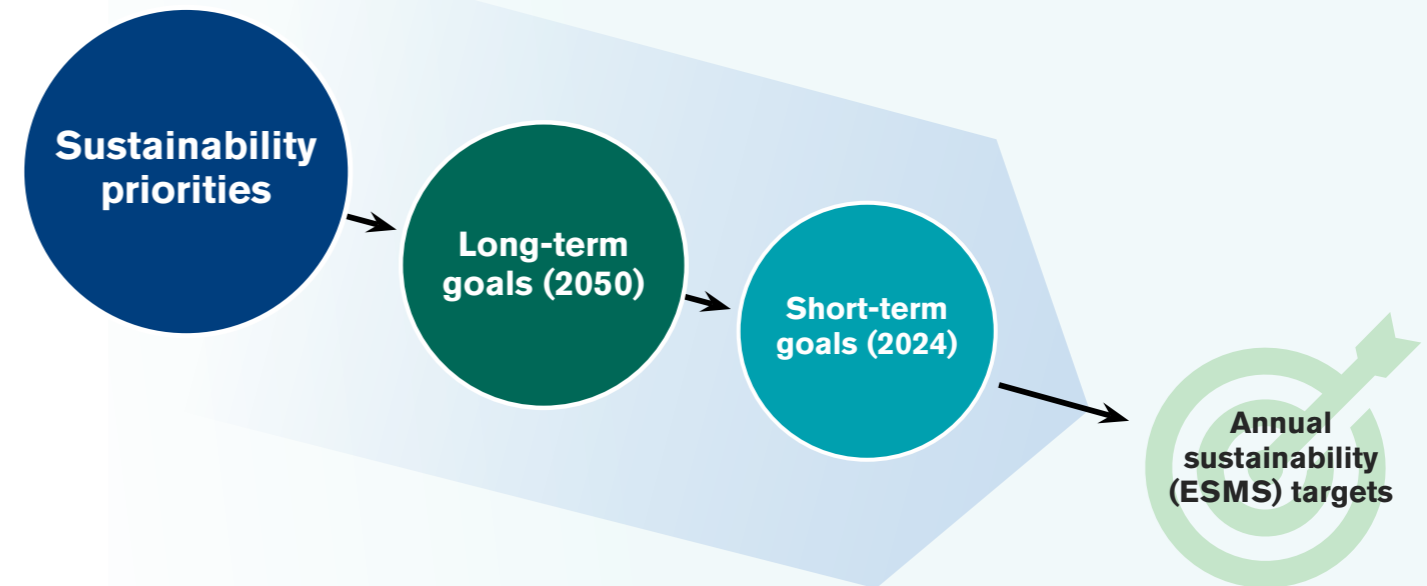 Sustainability
priorities
Long-term
goals (2050)
Short-term
goals (2024)
Annual
sustainability
(ESMS) targets